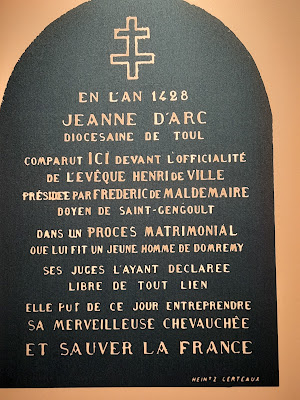 EN L'AN 1428
JEANNE D'ARC
DIOCESAINE DE TOUL
COMPARUT ICI DEVANT L'OFFICIALITÉ
DE L'EVÊQUE HENRI DE VILLE
PRÉSIDÉE PAR FREDERIC DE MALDEMAIRE
DOYEN DE SAINT-GENGOULT
DANS UN PROCES MATRIMONIAL
QUE LUI FIT UN JEUNE HOMME DE DOMREMY
SES JUGES L'AYANT DECLAREE
LIBRE DE TOUT LIEN
ELLE PUT DE CE JOUR ENTREPRENDRE
SA MERVEILLEUSE CHEVAUCHÉE
ET SAUVER LA FRANCE
HEINTZ CERTEAUX